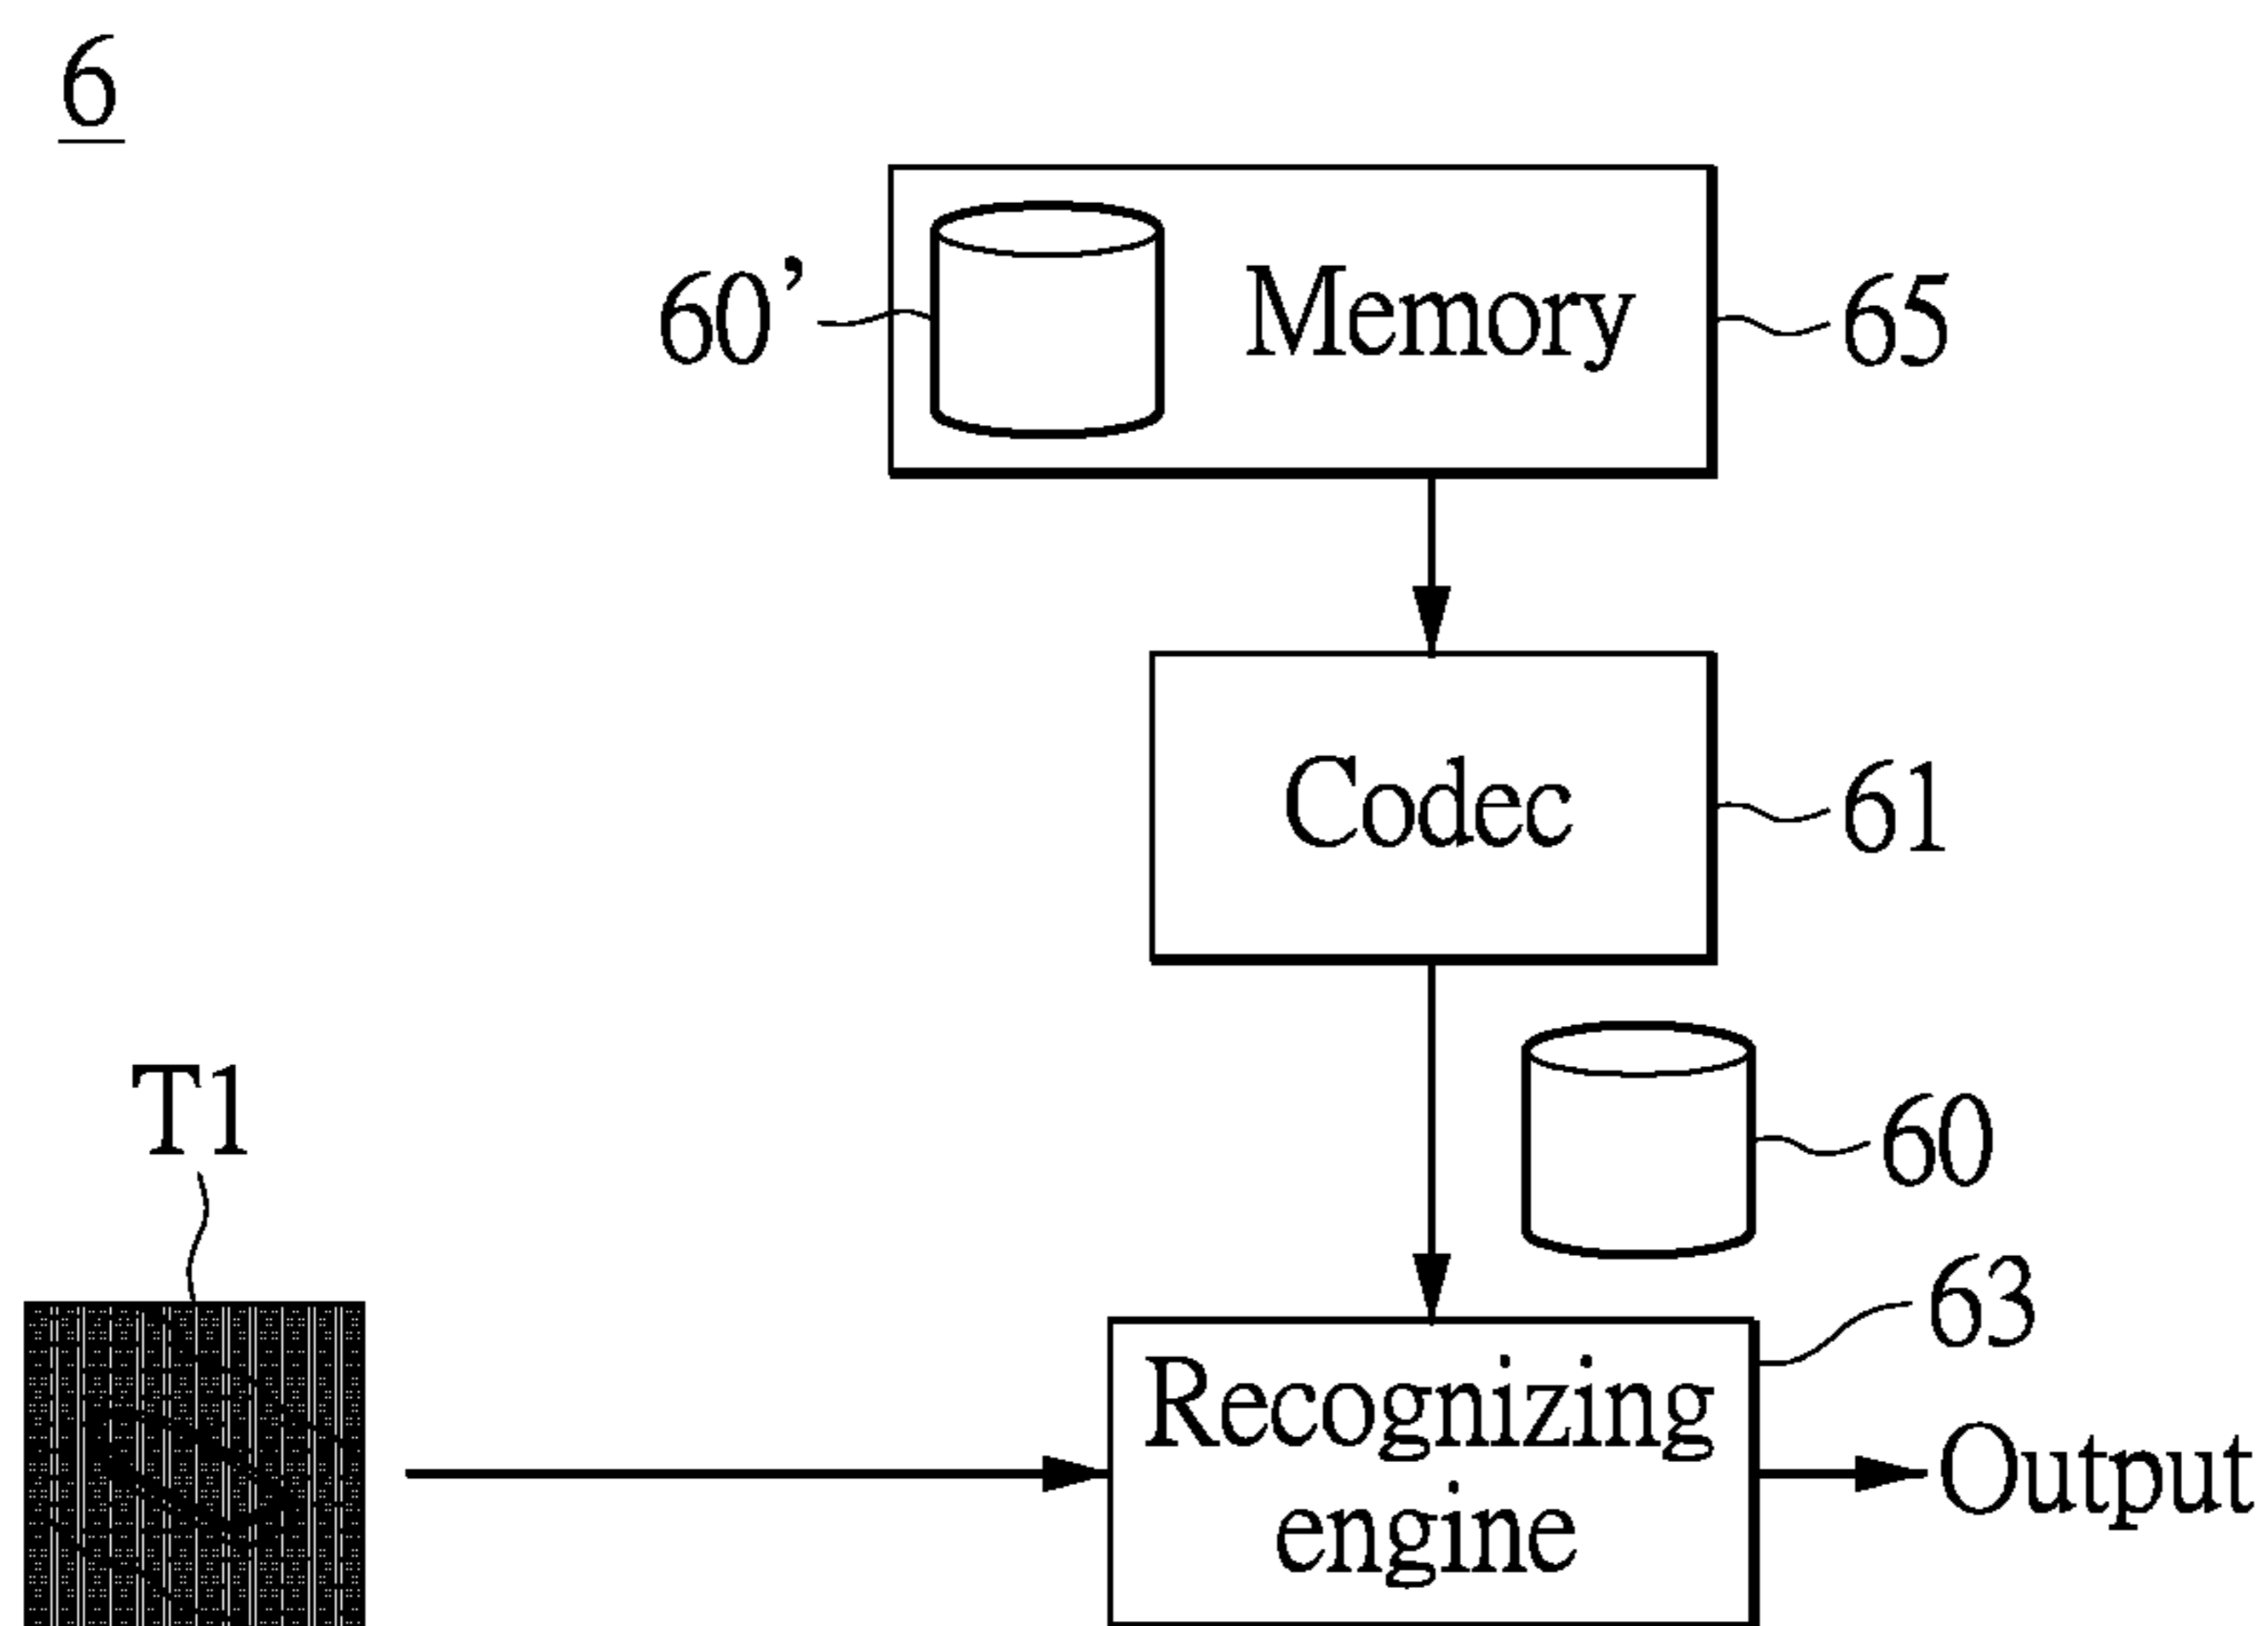 6
60’
Memory
65
Codec
61
T1
60
63
Recognizing
engine
Output